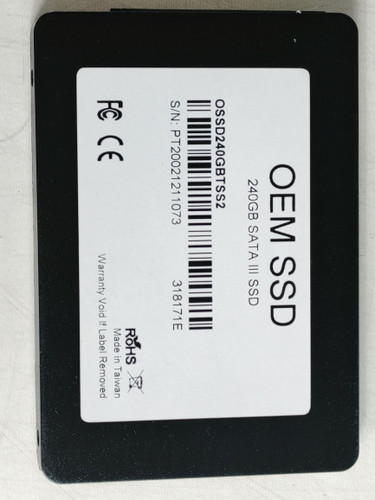 OEM SSD
240GB SATA III SSD
OSSD240GBTSS2
S/N: PT20021211073 318171E
FC CE
RoHS
Made in Taiwan
Warranty Void If Label Removed